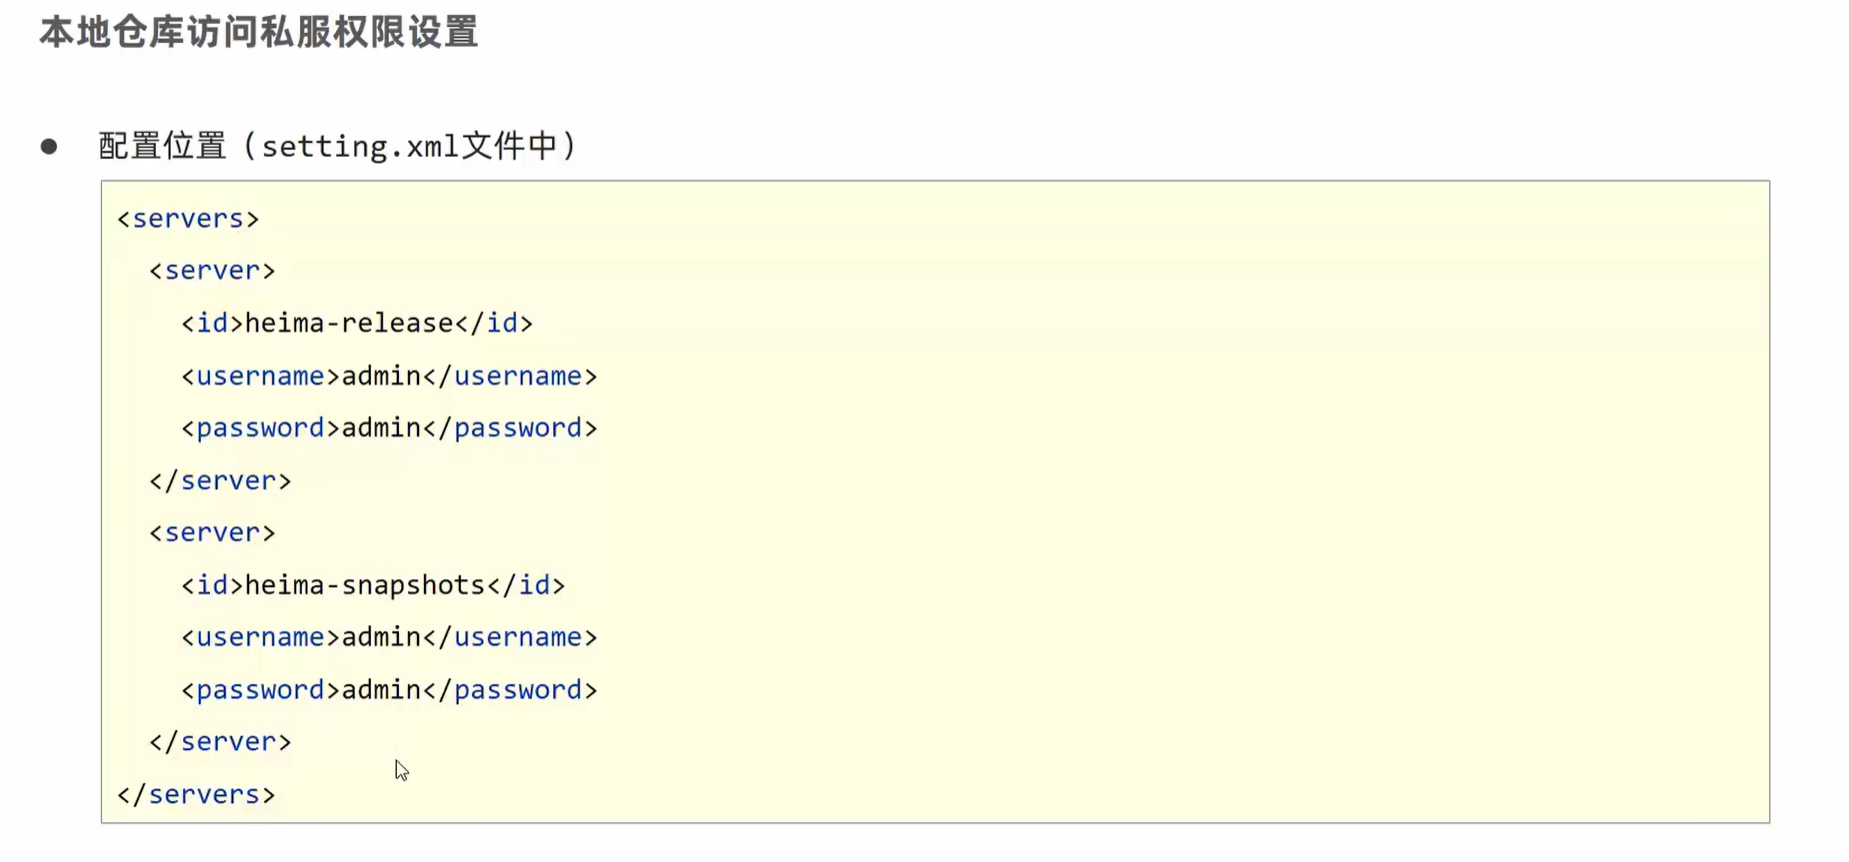 本地仓库访问私服权限设置
● 配置位置（setting.xml文件中）
<servers>
  <server>
    <id>heima-release</id>
    <username>admin</username>
    <password>admin</password>
  </server>
  <server>
    <id>heima-snapshots</id>
    <username>admin</username>
    <password>admin</password>
  </server>
</servers>